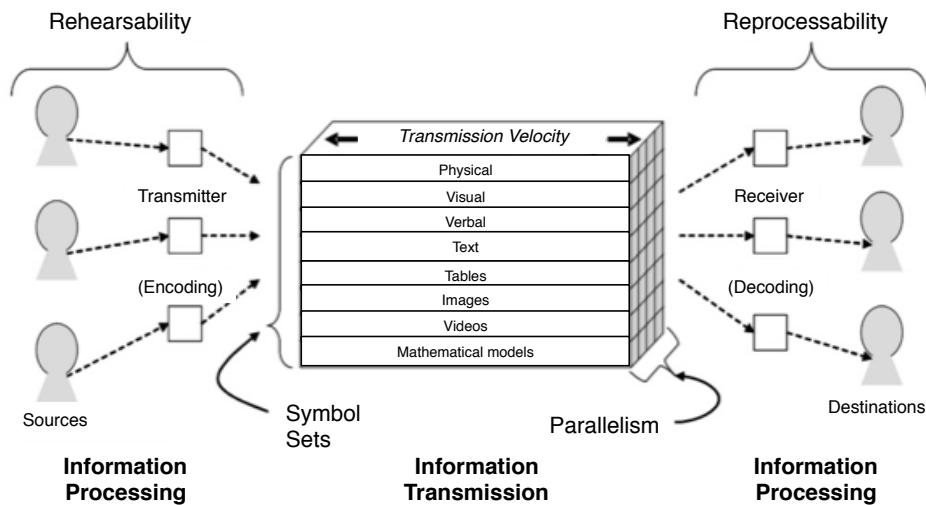 Rehearsability
Reprocessability
Transmission Velocity
Physical
Visual
Verbal
Text
Tables
Images
Videos
Mathematical models
Transmitter
(Encoding)
Receiver
(Decoding)
Sources
Symbol
Sets
Parallelism
Destinations
Information
Processing
Information
Transmission
Information
Processing